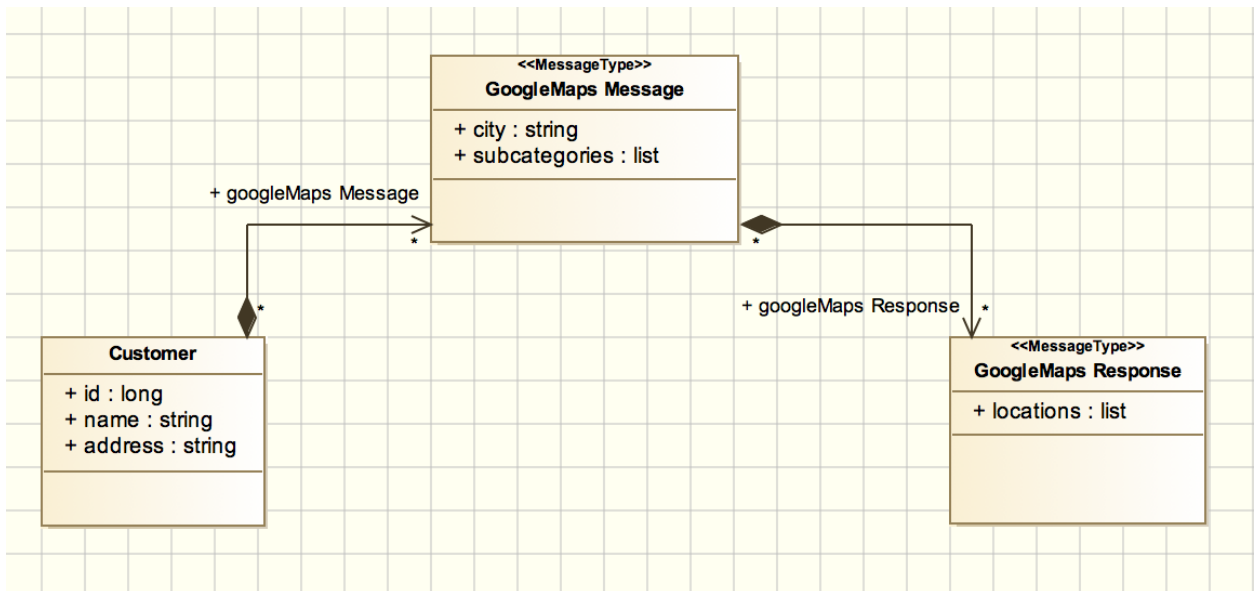 <<MessageType>>
GoogleMaps Message
+ city : string
+ subcategories : list
+ googleMaps Message
*
*
*
+ googleMaps Response
*
Customer
+ id : long
+ name : string
+ address : string
<<MessageType>>
GoogleMaps Response
+ locations : list